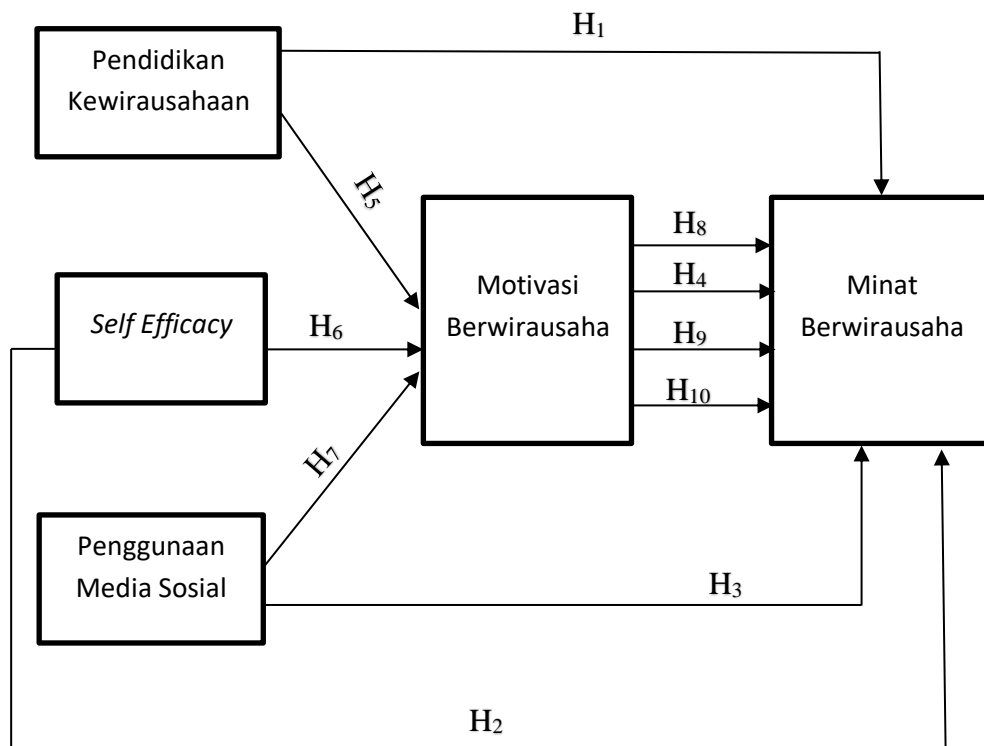 H₁
Pendidikan
Kewirausahaan
H₅
H₈
H₄
Motivasi
Berwirausaha
Minat
Berwirausaha
Self Efficacy
H₆
H₉
H₁₀
H₇
Penggunaan
Media Sosial
H₃
H₂